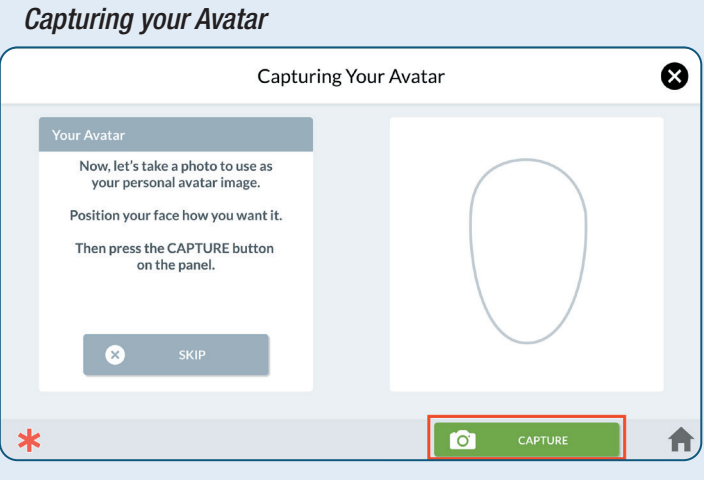 Capturing your Avatar
Capturing Your Avatar
Your Avatar
Now, let's take a photo to use as
your personal avatar image.
Position your face how you want it.
Then press the CAPTURE button
on the panel.
SKIP
CAPTURE